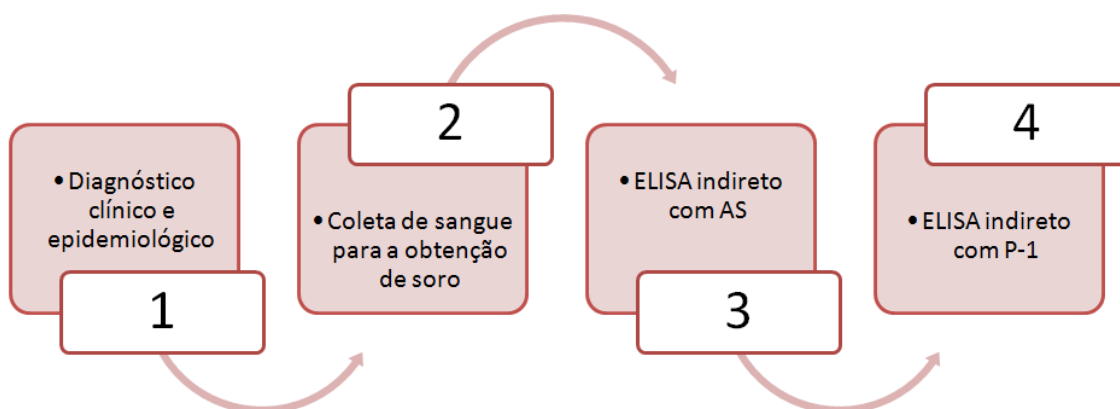 • Diagnóstico
clínico e
epidemiológico
1
2
• Coleta de sangue
para a obtenção
de soro
• ELISA indireto
com AS
3
4
• ELISA indireto
com P-1